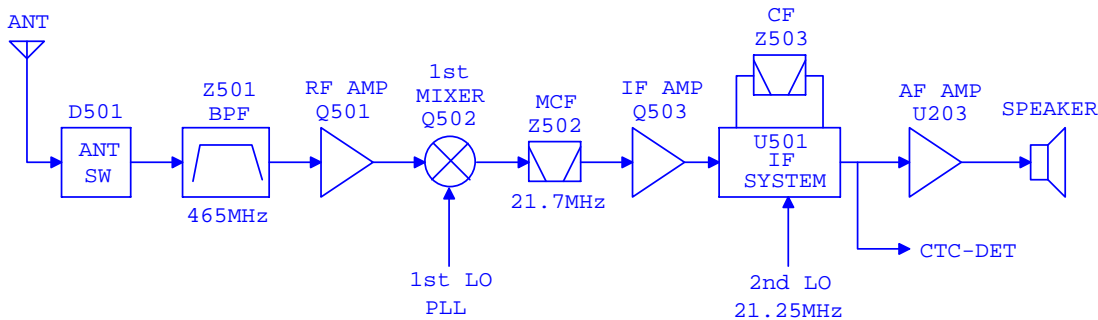 ANT
D501
ANT
SW
Z501
BPF
465MHz
RF AMP
Q501
1st
MIXER
Q502
1st LO
PLL
MCF
Z502
21.7MHz
IF AMP
Q503
CF
Z503
U501
IF
SYSTEM
2nd LO
21.25MHz
AF AMP
U203
SPEAKER
CTC-DET